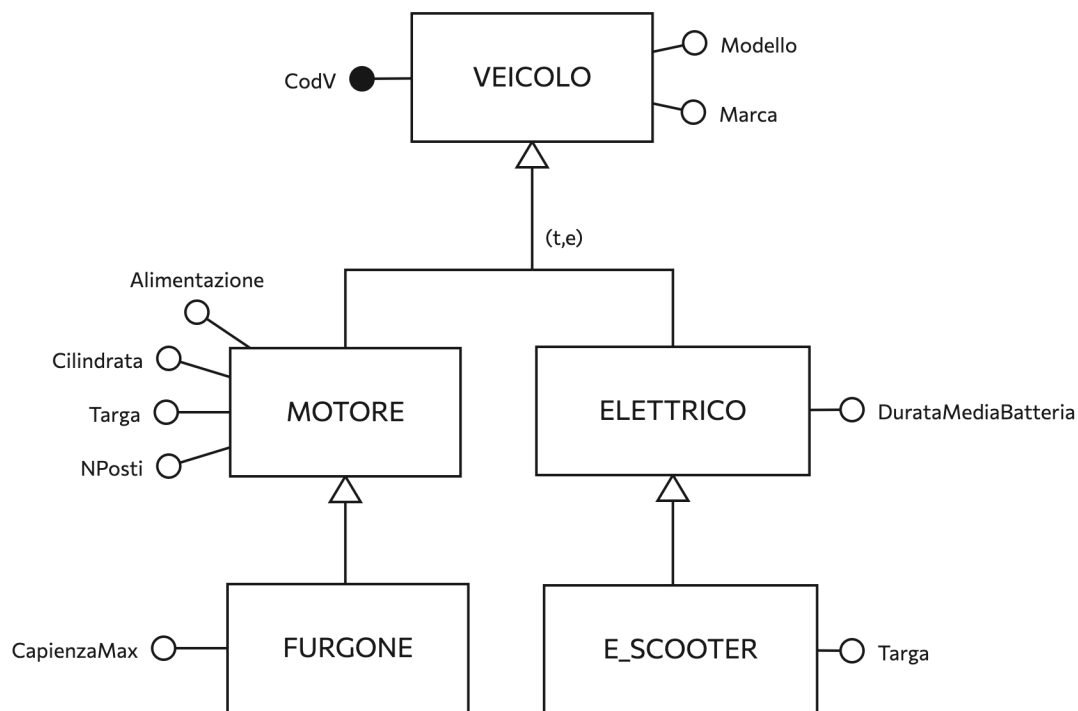 Modello
CodV
VEICOLO
Marca
(t,e)
Alimentazione
Cilindrata
Targa
MOTORE
ELETTRICO
DurataMediaBatteria
NPosti
CapienzaMax
FURGONE
E_SCOOTER
Targa